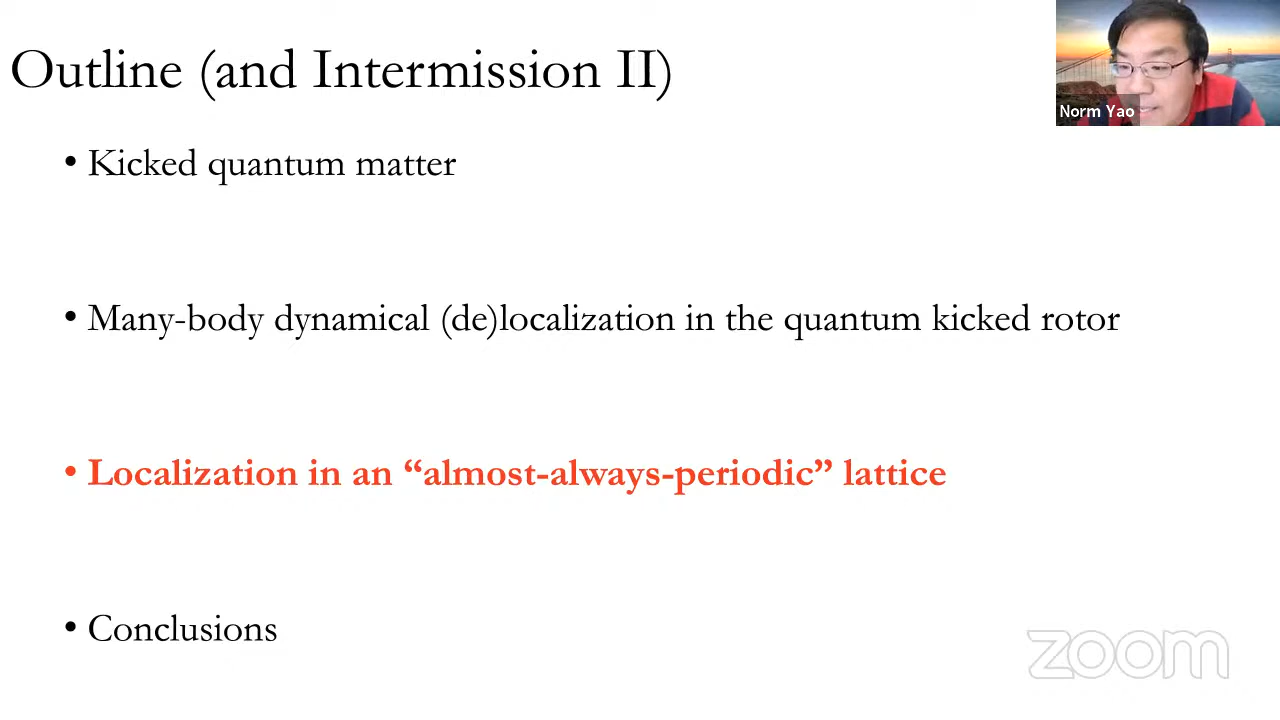 Outline (and Intermission II)
Norm Yao
• Kicked quantum matter
• Many-body dynamical (de)localization in the quantum kicked rotor
• Localization in an “almost-always-periodic” lattice
• Conclusions
zoom